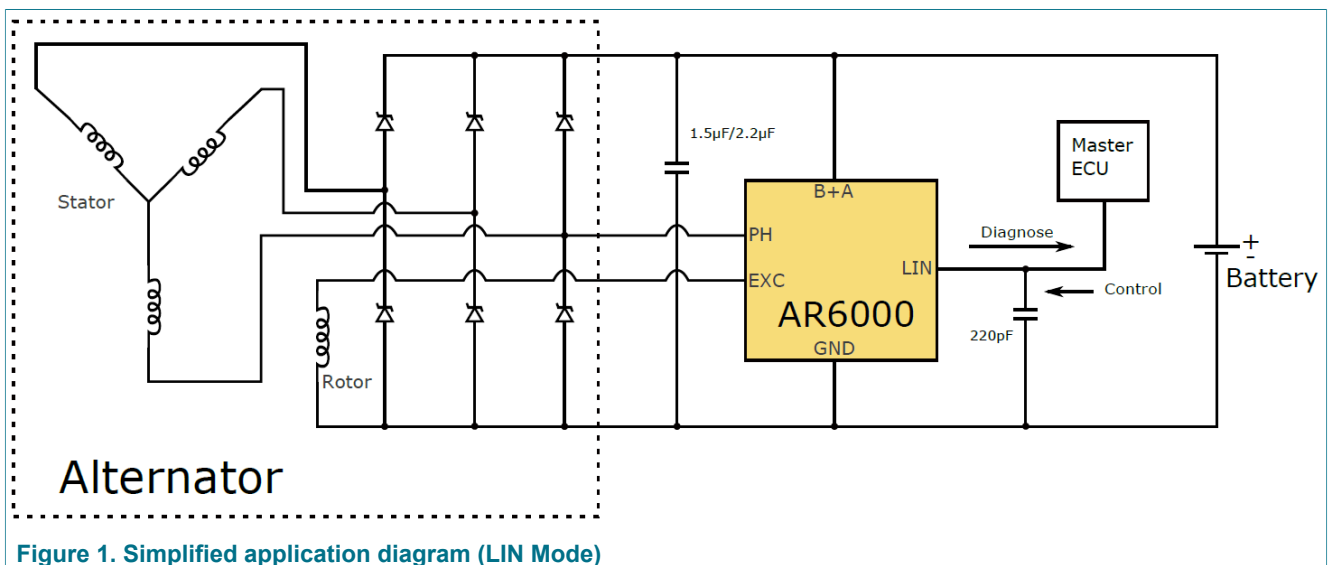 1.5µF/2.2µF
Master
ECU
B+A
Stator
PH
Diagnose
+
-
LIN
EXC
Battery
Control
AR6000
220pF
GND
Rotor
Alternator
Figure 1. Simplified application diagram (LIN Mode)